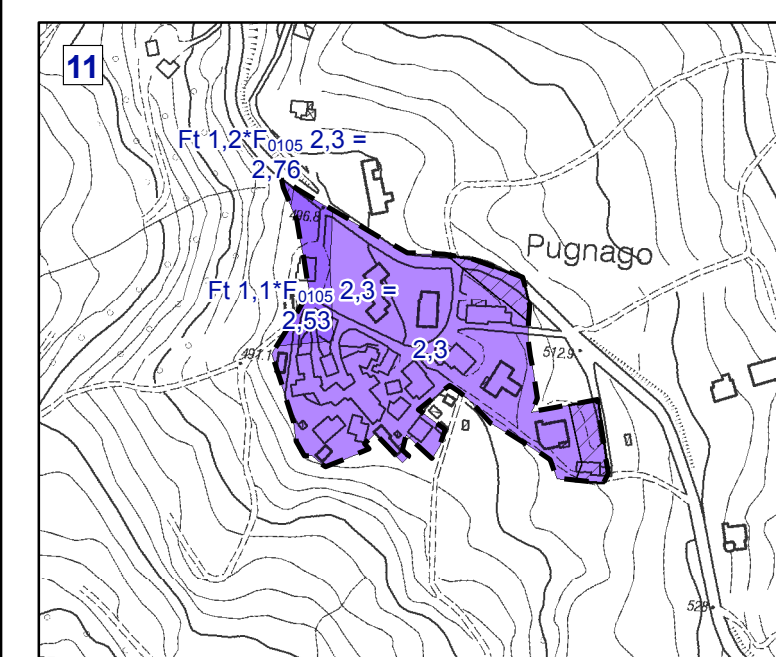 11
Ft 1,2*F0105 2,3 =
2,76
496.8
Pugnago
Ft 1,1*F0105 2,3 =
2,53
2,3
491.1
512.9